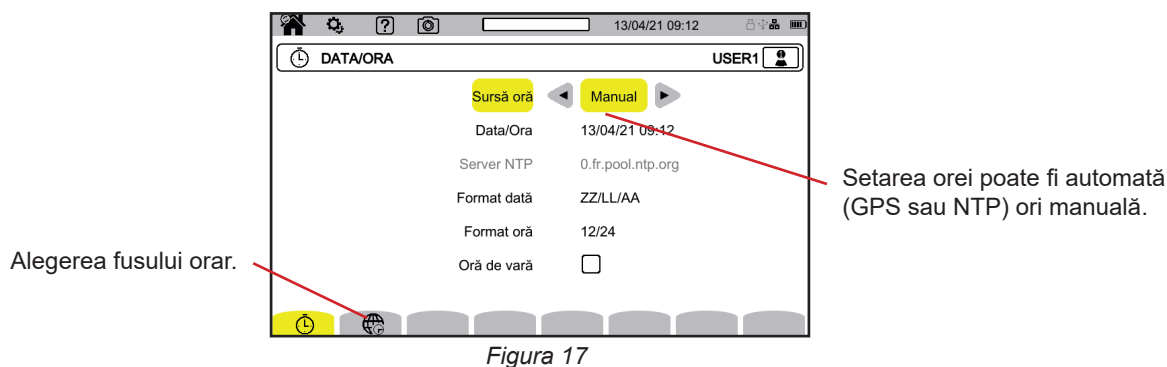 13/04/21 09:12
DATA/ORA USER1
Sursă oră Manual
Data/Ora 13/04/21 09:12
Server NTP 0.fr.pool.ntp.org
Format dată ZZ/LL/AA
Format oră 12/24
Oră de vară
Setarea orei poate fi automată
(GPS sau NTP) ori manuală.
Alegerea fusului orar.
Figura 17